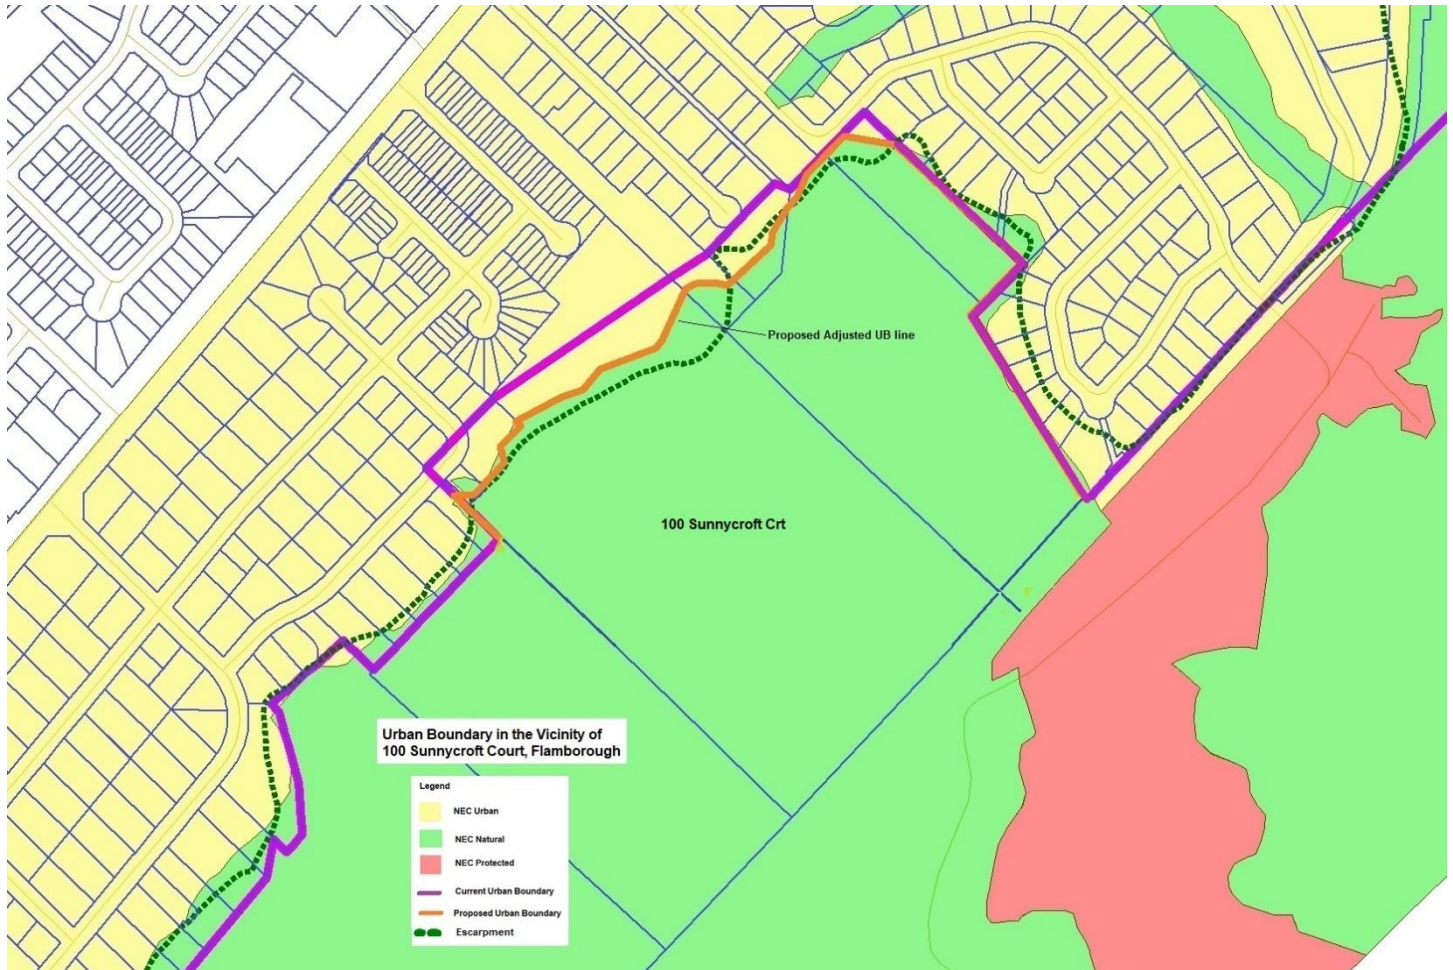 Proposed Adjusted UB line
100 Sunnycroft Crt
Urban Boundary in the Vicinity of
100 Sunnycroft Court, Flamborough
Legend
NEC Urban
NEC Natural
NEC Protected
Current Urban Boundary
Proposed Urban Boundary
Escarpment